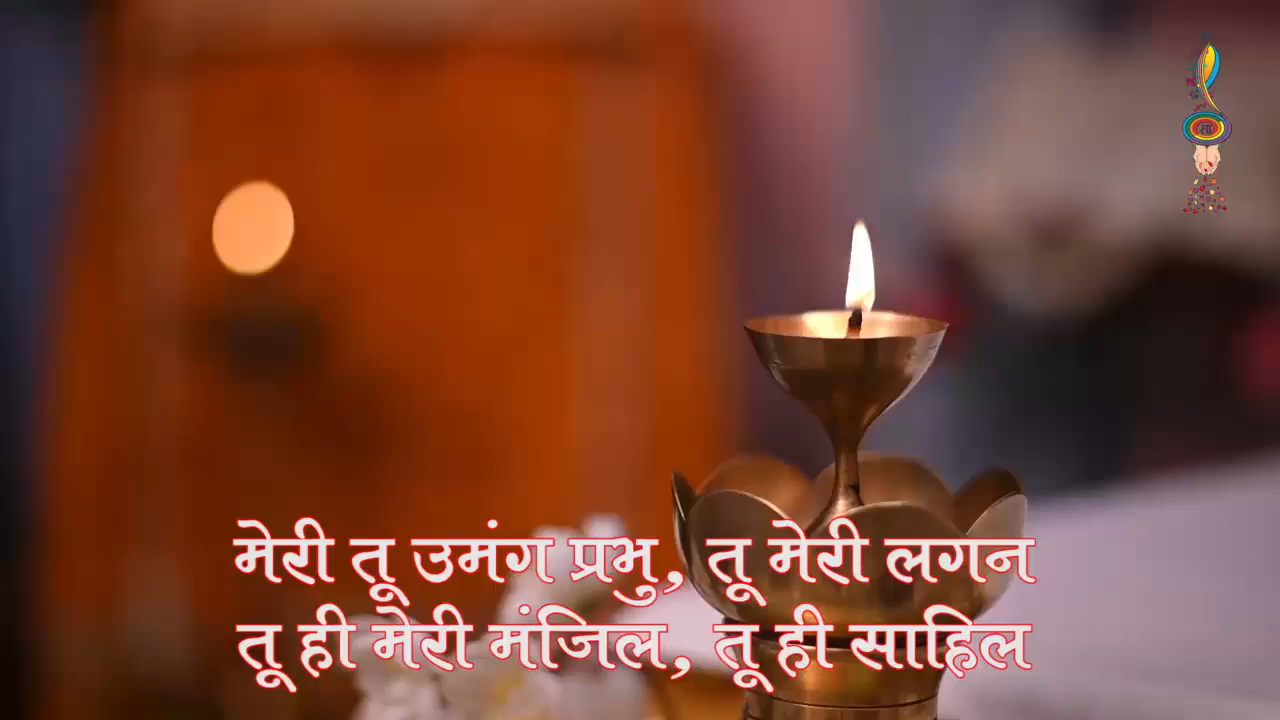 मेरी तू उमंग प्रभु, तू मेरी लगन
तू ही मेरी मंजिल, तू ही साहिल